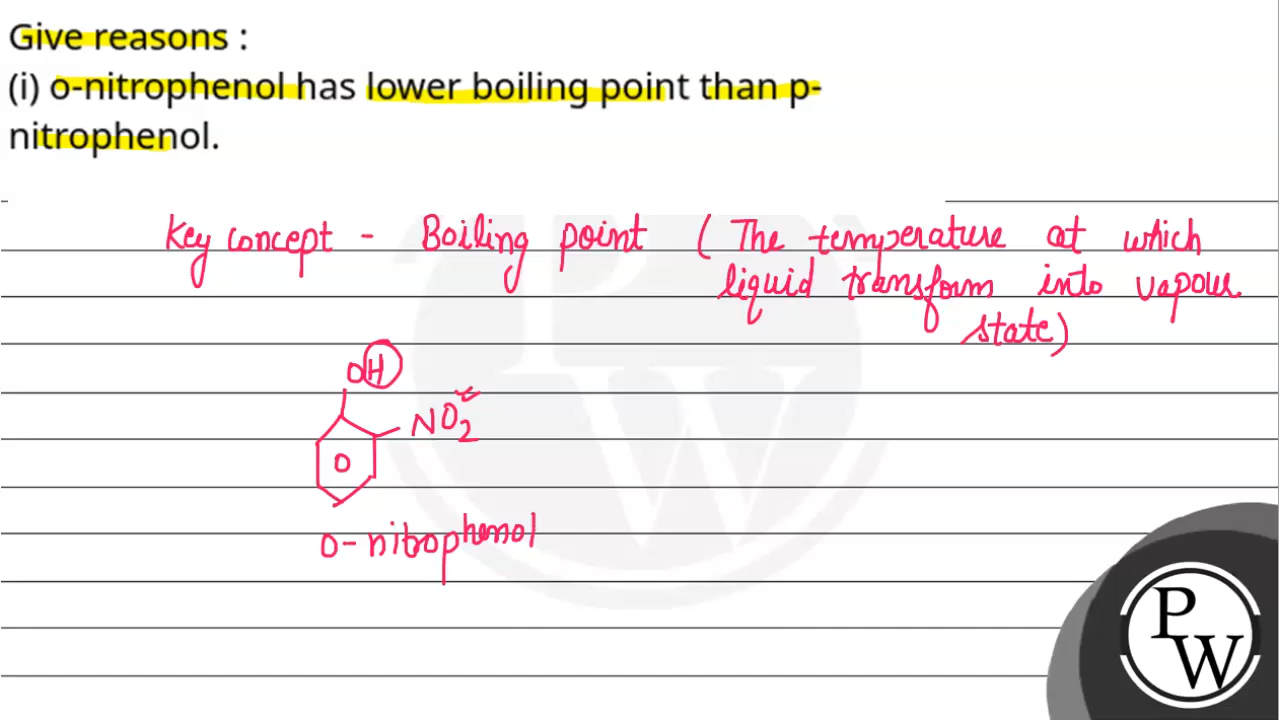 Give reasons :
(i) o-nitrophenol has lower boiling point than p-
nitrophenol.
Key concept - Boiling point ( The temperature at which
liquid transform into vapour
state)
OH
NO2
o- nitrophenol
PW
P
W